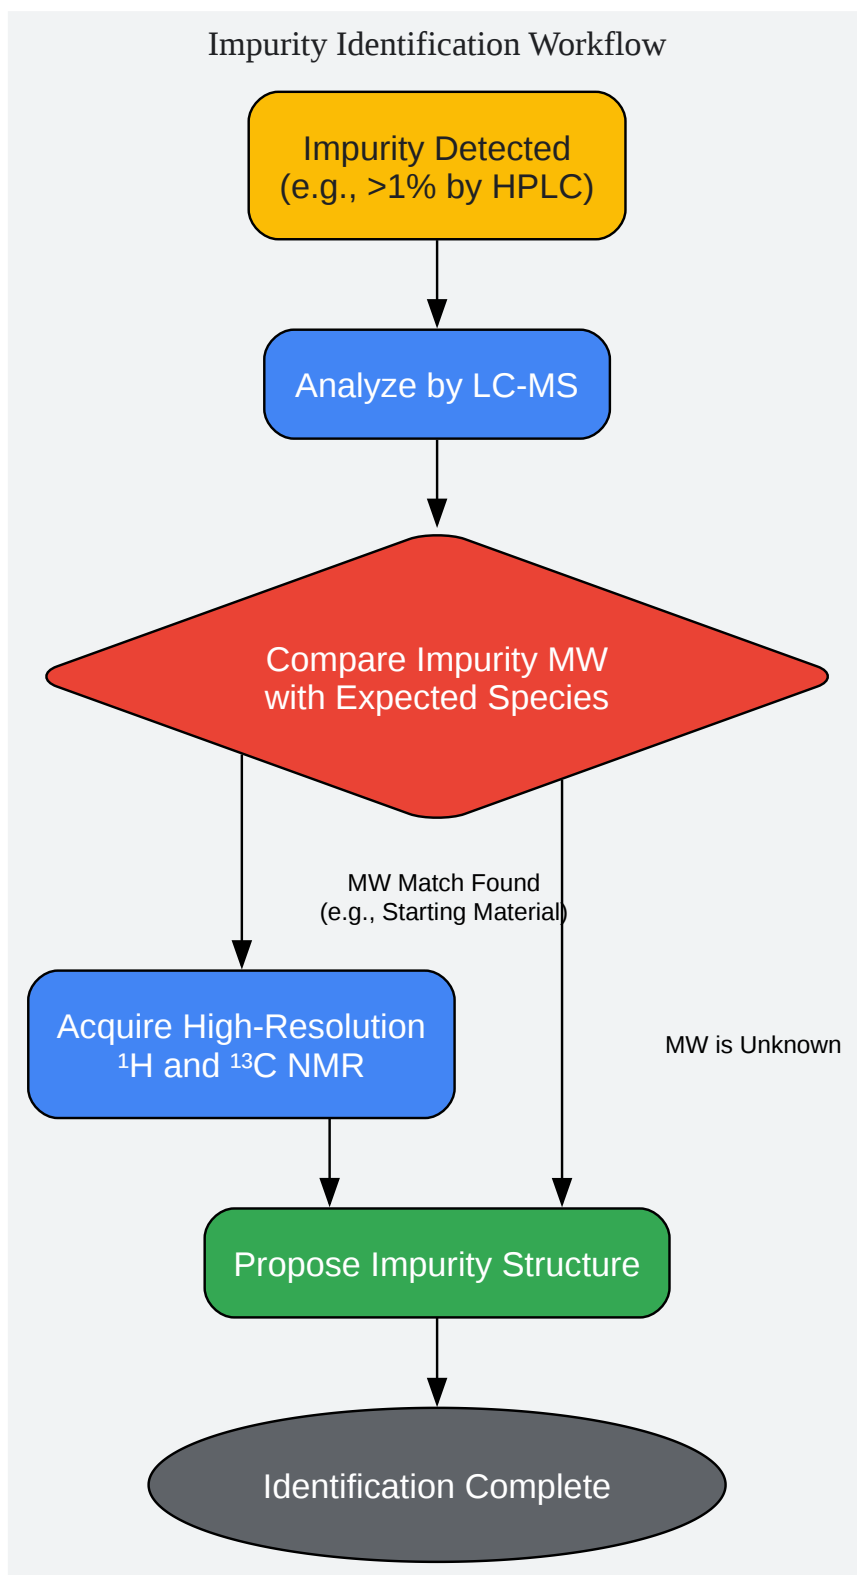 Impurity Identification Workflow
Impurity Detected
(e.g., >1% by HPLC)
Analyze by LC-MS
Compare Impurity MW
with Expected Species
MW Match Found
(e.g., Starting Material)
Acquire High-Resolution
¹H and ¹³C NMR
MW is Unknown
Propose Impurity Structure
Identification Complete